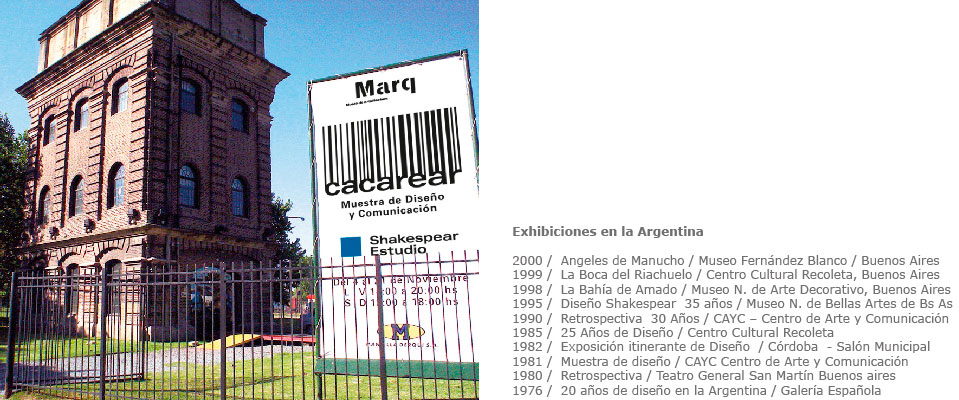 Marq
cacarear
Muestra de Diseño
y Comunicación
Shakespear
Estudio
de Noviembre
Exhibiciones en la Argentina
2000 / Angeles de Manucho / Museo Fernández Blanco / Buenos Aires
1999 / La Boca del Riachuelo / Centro Cultural Recoleta, Buenos Aires
1998 / La Bahía de Amado / Museo N. de Arte Decorativo, Buenos Aires
1995 / Diseño Shakespear 35 años / Museo N. de Bellas Artes de Bs As
1990 / Retrospectiva 30 Años / CAYC – Centro de Arte y Comunicación
1985 / 25 Años de Diseño / Centro Cultural Recoleta
1982 / Exposición itinerante de Diseño / Córdoba - Salón Municipal
1981 / Muestra de diseño / CAYC Centro de Arte y Comunicación
1980 / Retrospectiva / Teatro General San Martín Buenos aires
1976 / 20 años de diseño en la Argentina / Galería Española